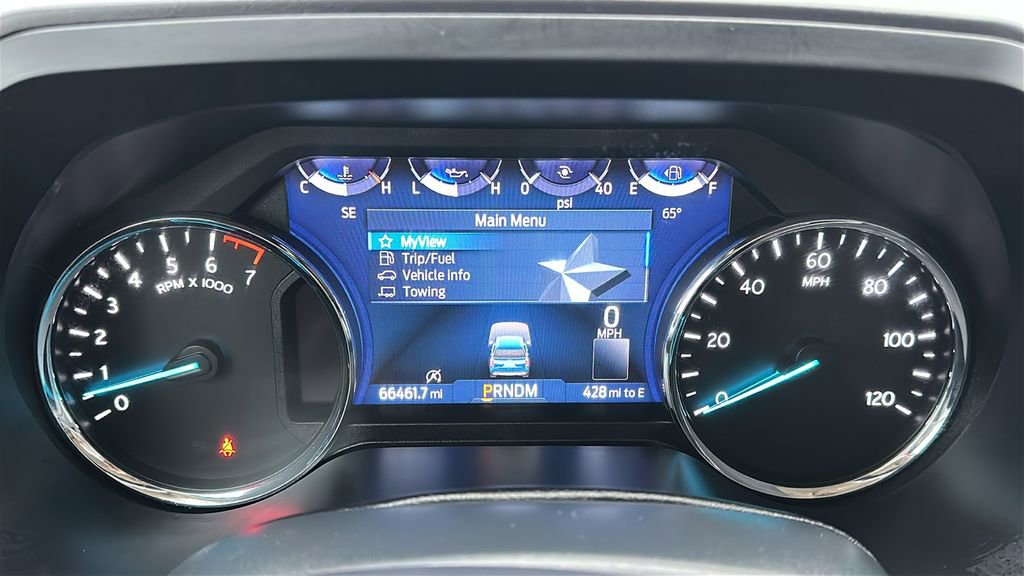 C H L H 0 40 E F
psi
SE 65°
Main Menu
MyView
Trip/Fuel
Vehicle Info
Towing
0
MPH
66461.7 mi PRNDM 428 mi to E
0 1 2 3 4 5 6 7
RPM X 1000
0 20 40 60 80 100 120
MPH